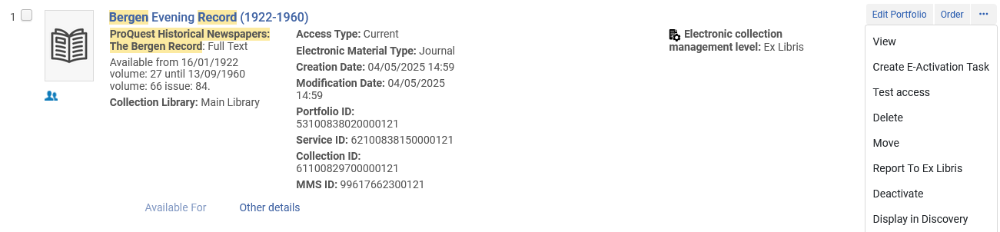 1
Bergen Evening Record (1922-1960)
ProQuest Historical Newspapers:
The Bergen Record: Full Text
Available from 16/01/1922
volume: 27 until 13/09/1960
volume: 66 issue: 84.
Collection Library: Main Library
Access Type: Current
Electronic Material Type: Journal
Creation Date: 04/05/2025 14:59
Modification Date: 04/05/2025
14:59
Portfolio ID:
53100838020000121
Service ID: 62100838150000121
Collection ID:
61100829700000121
MMS ID: 99617662300121
Electronic collection
management level: Ex Libris
Available For
Other details
Edit Portfolio
Order
View
Create E-Activation Task
Test access
Delete
Move
Report To Ex Libris
Deactivate
Display in Discovery